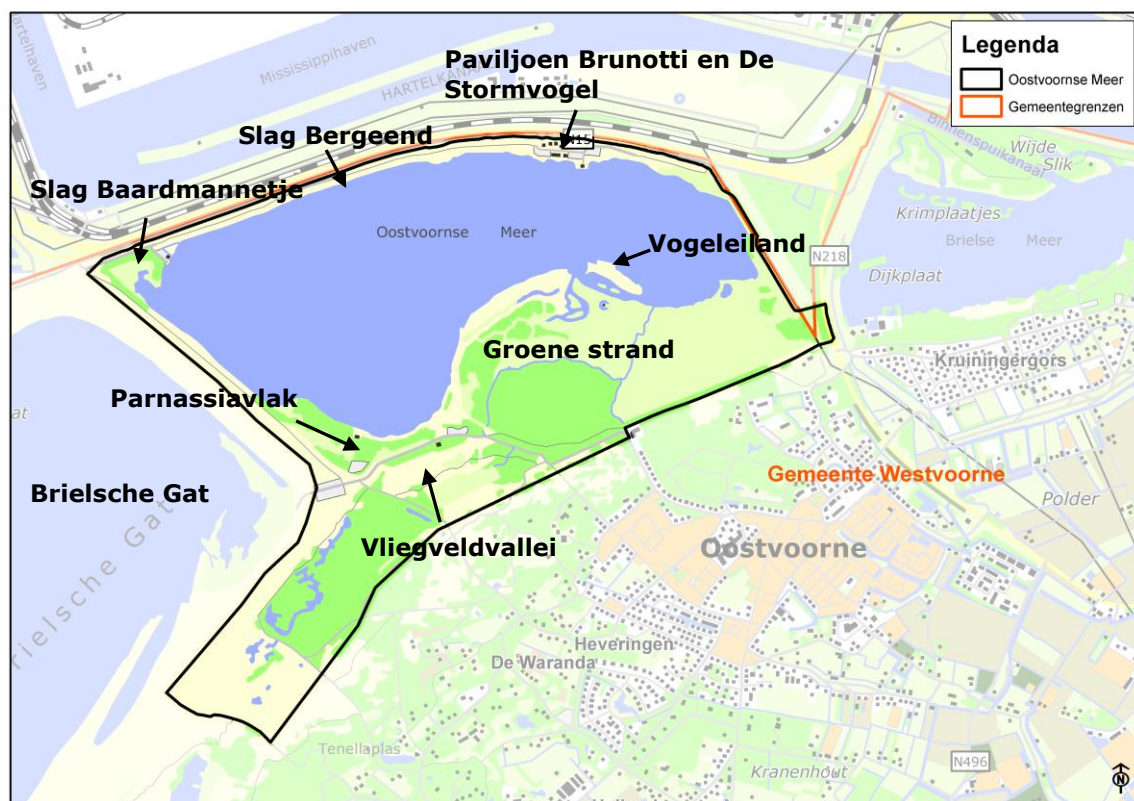 Hartelhaven
Mississippihaven
HARTELKANAAL
Paviljoen Brunotti en De
Stormvogel
Legenda
Oostvoornse Meer
Gemeentegrenzen
Slag Bergeend
N15
Binnenspuikanaal
Wijde
Slik
Slag Baardmannetje
Krimplaatjes
Oostvoornse Meer
Vogeleiland
Brielse Meer
N218
Dijkplaat
Groene strand
Kruiningergors
Parnassiavlak
Gemeente Westvoorne
Brielsche Gat
Polder
Vliegveldvallei
Oostvoorne
Heveringen
De Waranda
Tenellaplas
N496
Kranenhout
N